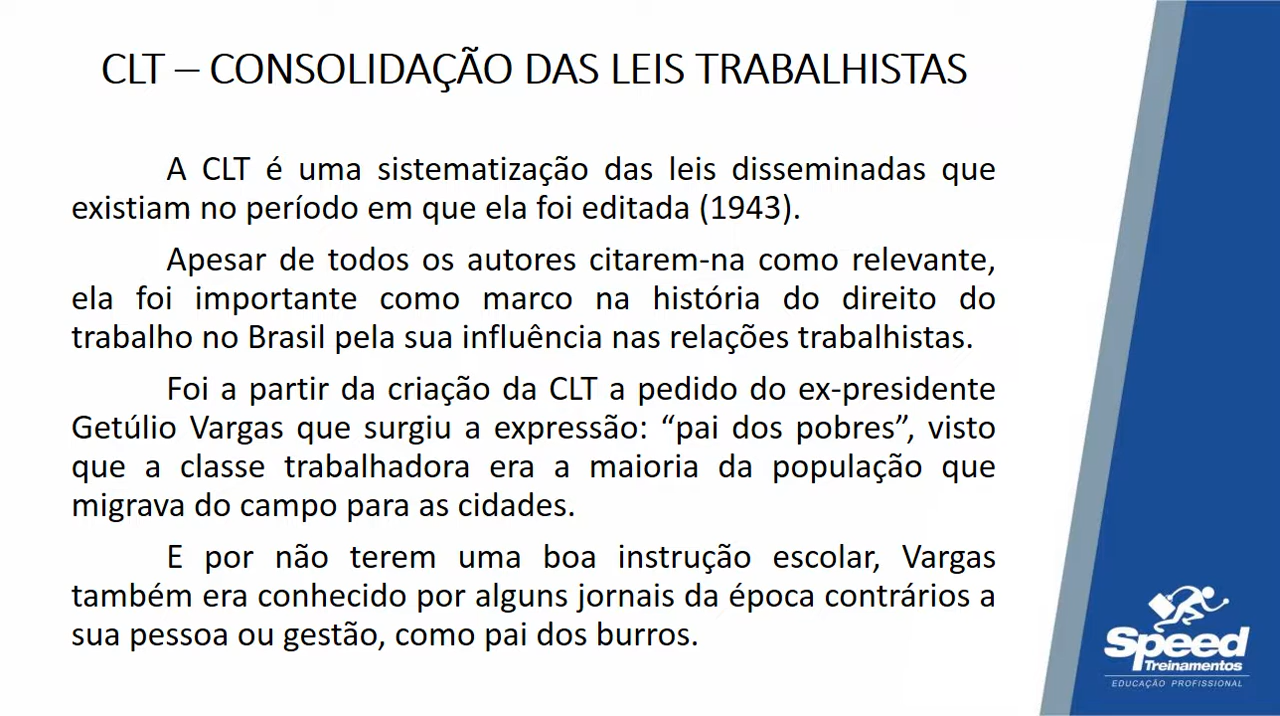 CLT – CONSOLIDAÇÃO DAS LEIS TRABALHISTAS
A CLT é uma sistematização das leis disseminadas que
existiam no período em que ela foi editada (1943).
Apesar de todos os autores citarem-na como relevante,
ela foi importante como marco na história do direito do
trabalho no Brasil pela sua influência nas relações trabalhistas.
Foi a partir da criação da CLT a pedido do ex-presidente
Getúlio Vargas que surgiu a expressão: “pai dos pobres”, visto
que a classe trabalhadora era a maioria da população que
migrava do campo para as cidades.
E por não terem uma boa instrução escolar, Vargas
também era conhecido por alguns jornais da época contrários a
sua pessoa ou gestão, como pai dos burros.
Speed
Treinamentos
EDUCAÇÃO PROFISSIONAL